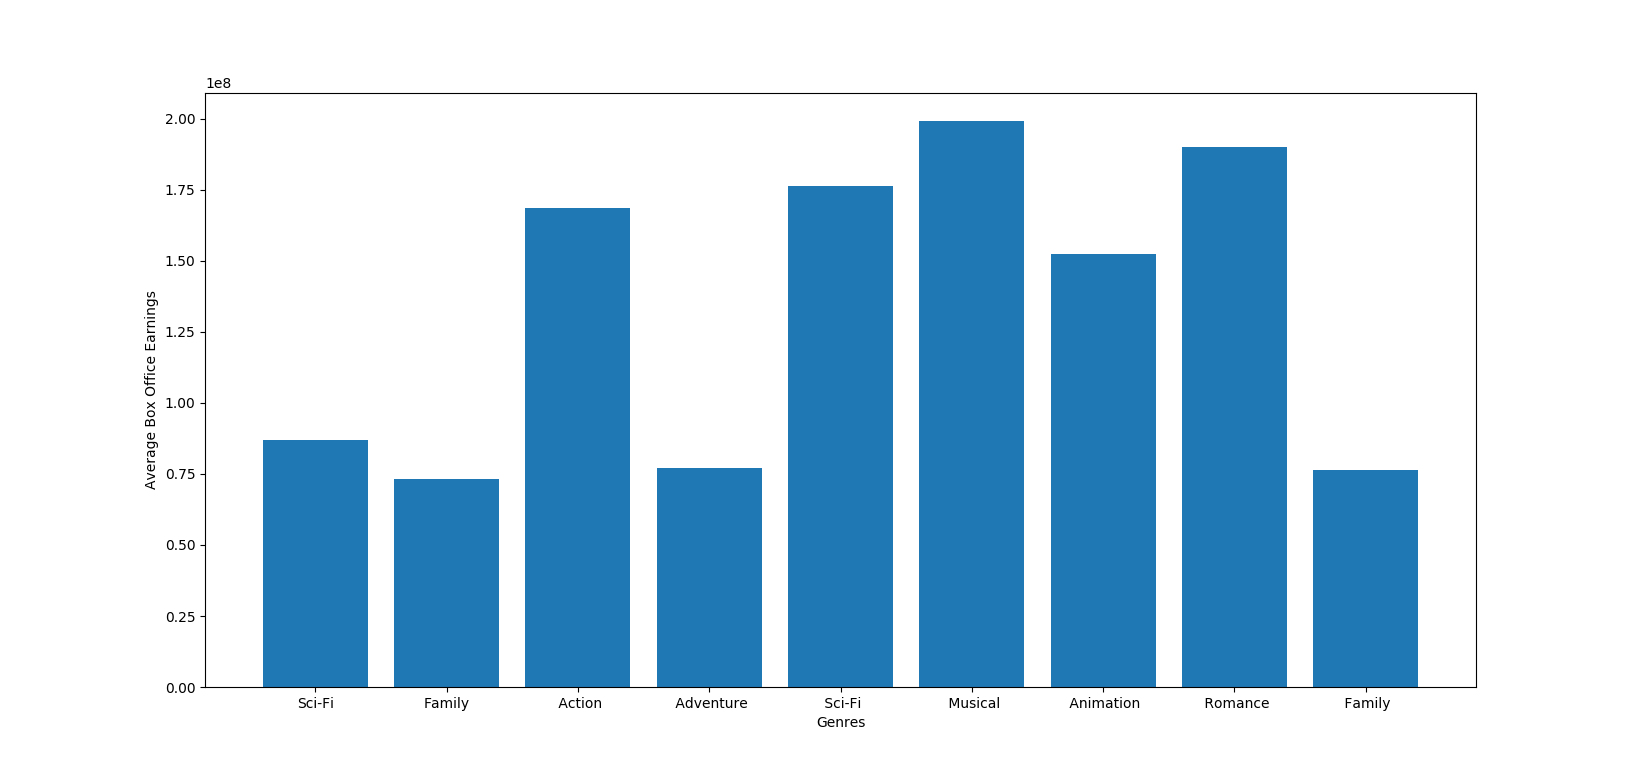 1e8
2.00
1.75
1.50
1.25
1.00
0.75
0.50
0.25
0.00
Average Box Office Earnings
Sci-Fi Family Action Adventure Sci-Fi Musical Animation Romance Family
Genres